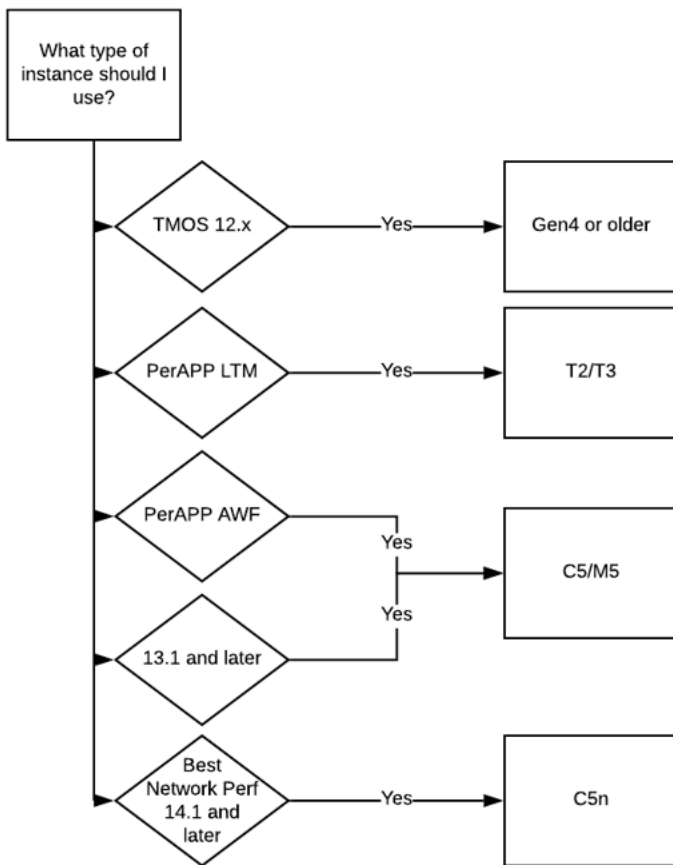 What type of
instance should I
use?
TMOS 12.x
Yes
Gen4 or older
PerAPP LTM
Yes
T2/T3
PerAPP AWF
Yes
C5/M5
Yes
13.1 and later
Best
Network Perf
14.1 and
later
Yes
C5n